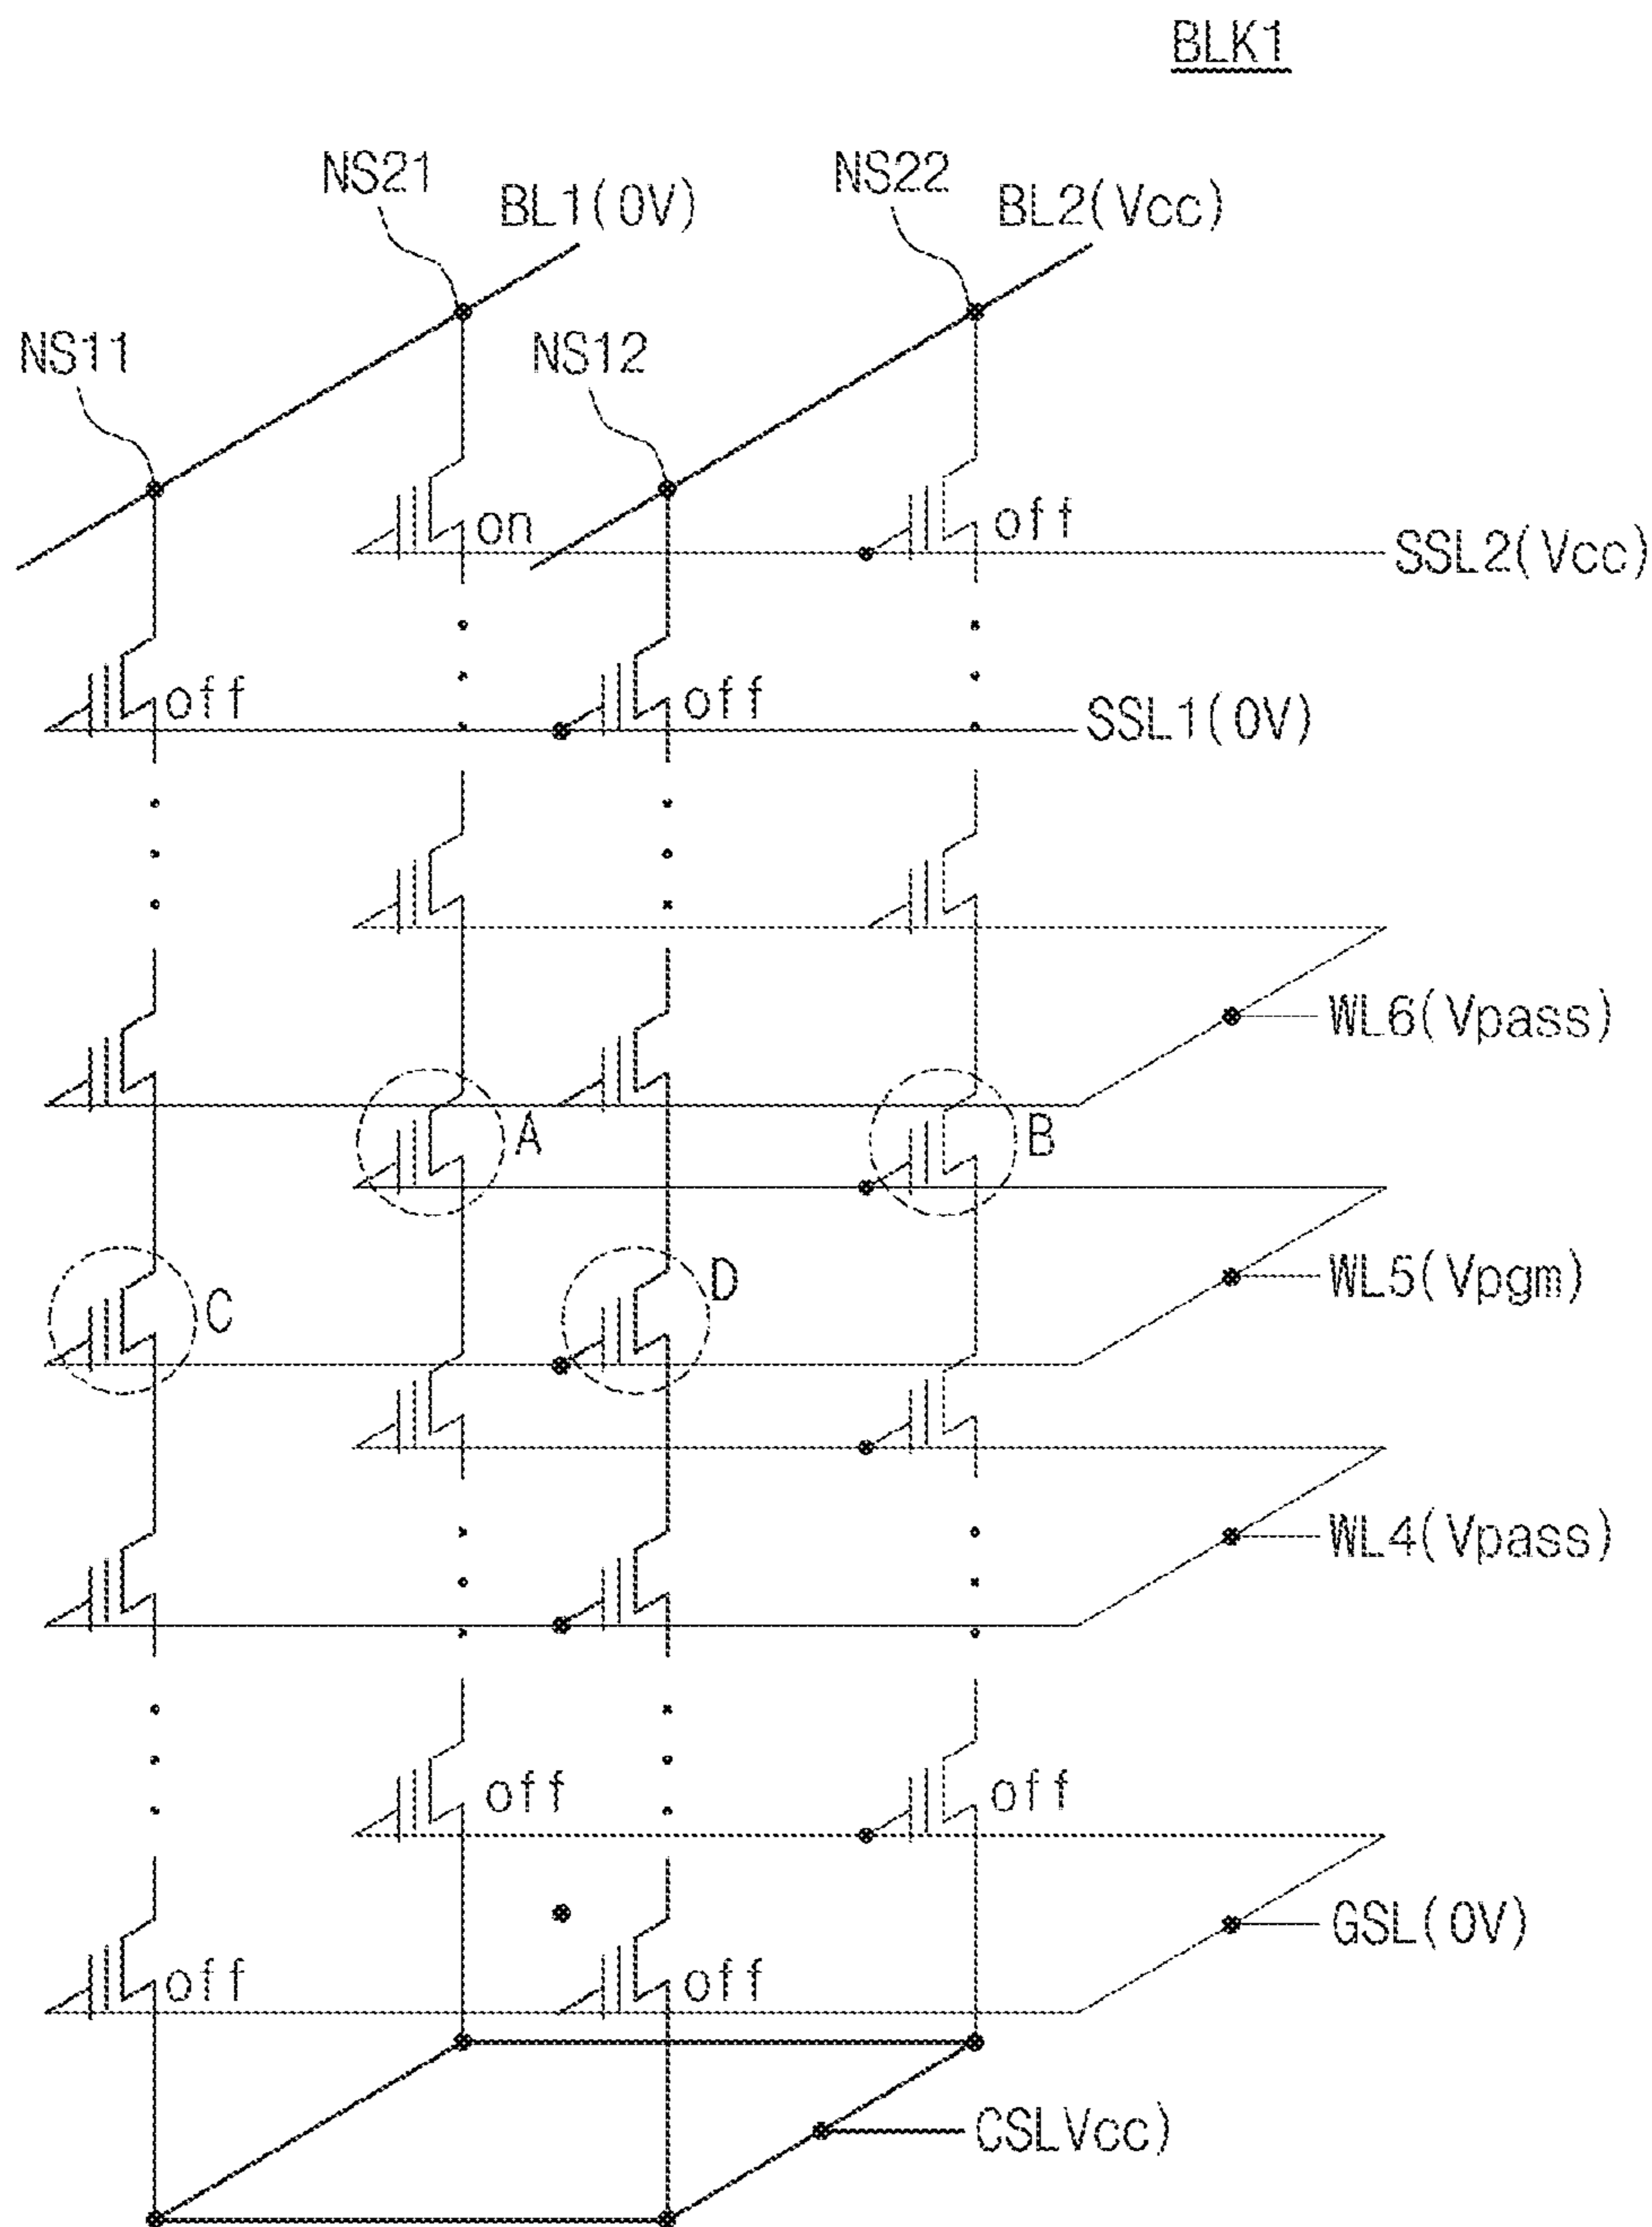 BLK1
NS21 BL1(0V) NS22 BL2(Vcc)
NS11 NS12
on off
SSL2(Vcc)
off off
SSL1(0V)
WL6(Vpass)
A B
WL5(Vpgm)
C D
WL4(Vpass)
off off
GSL(0V)
off off
CSLVcc)